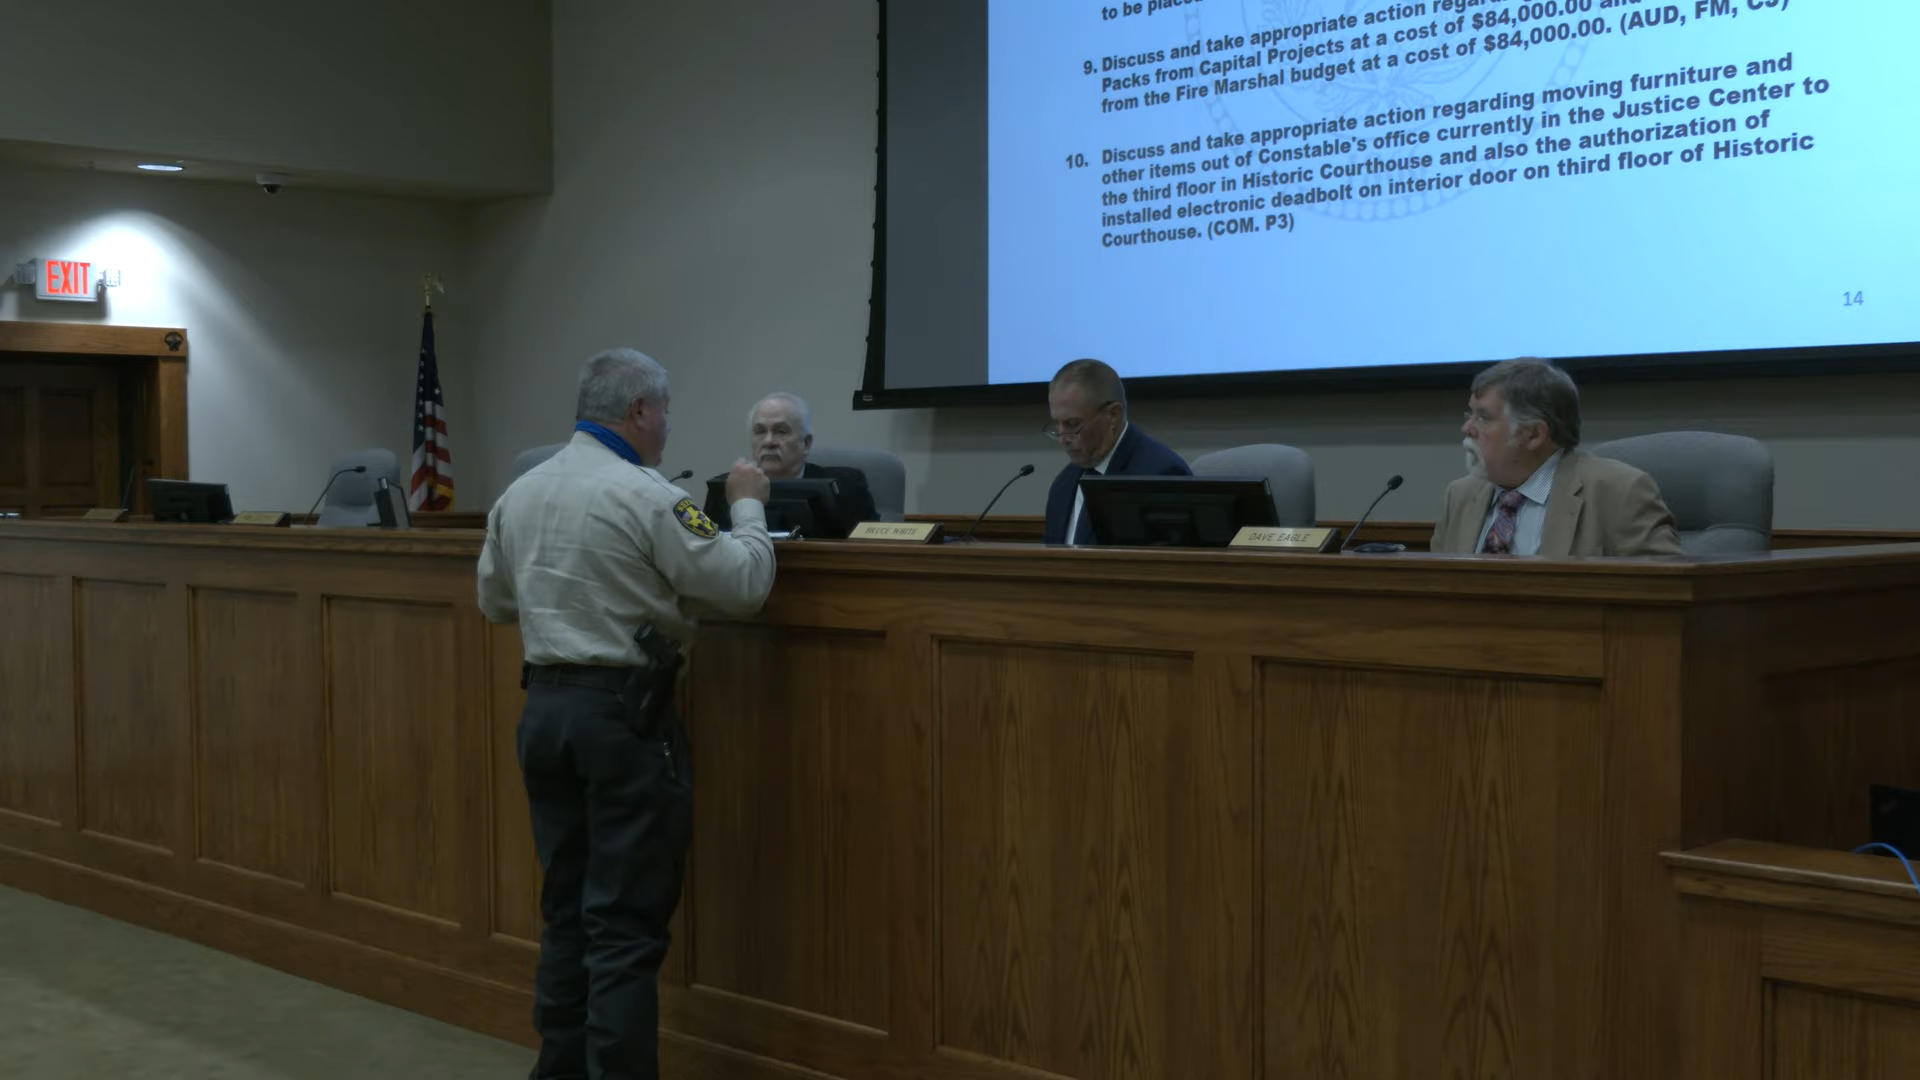 to be
9. Discuss and take appropriate action
Packs from Capital Projects at a cost of $84,000.00 and
from the Fire Marshal budget at a cost of $84,000.00. (AUD, FM, CJ)
10. Discuss and take appropriate action regarding moving furniture and
other items out of Constable's office currently in the Justice Center to
the third floor in Historic Courthouse and also the authorization of
installed electronic deadbolt on interior door on third floor of Historic
Courthouse. (COM. P3)
14
EXIT
BRUCE WHITE
DAVE EAGLE